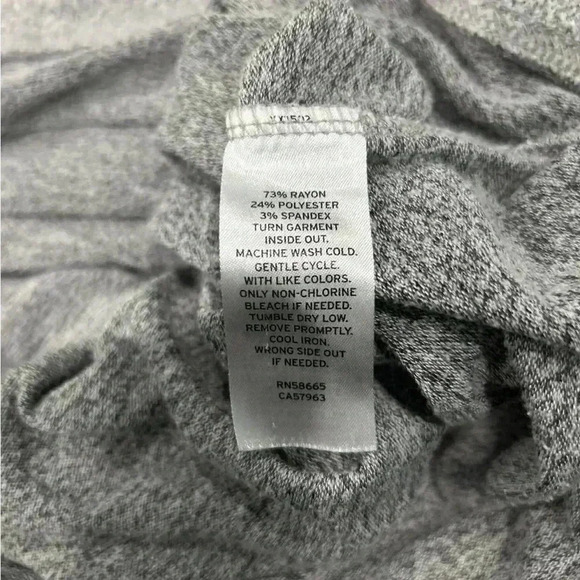 73% RAYON
24% POLYESTER
3% SPANDEX
TURN GARMENT
INSIDE OUT.
MACHINE WASH COLD.
GENTLE CYCLE.
WITH LIKE COLORS.
ONLY NON-CHLORINE
BLEACH IF NEEDED.
TUMBLE DRY LOW.
REMOVE PROMPTLY.
COOL IRON.
WRONG SIDE OUT
IF NEEDED.
RN58665
CA57963